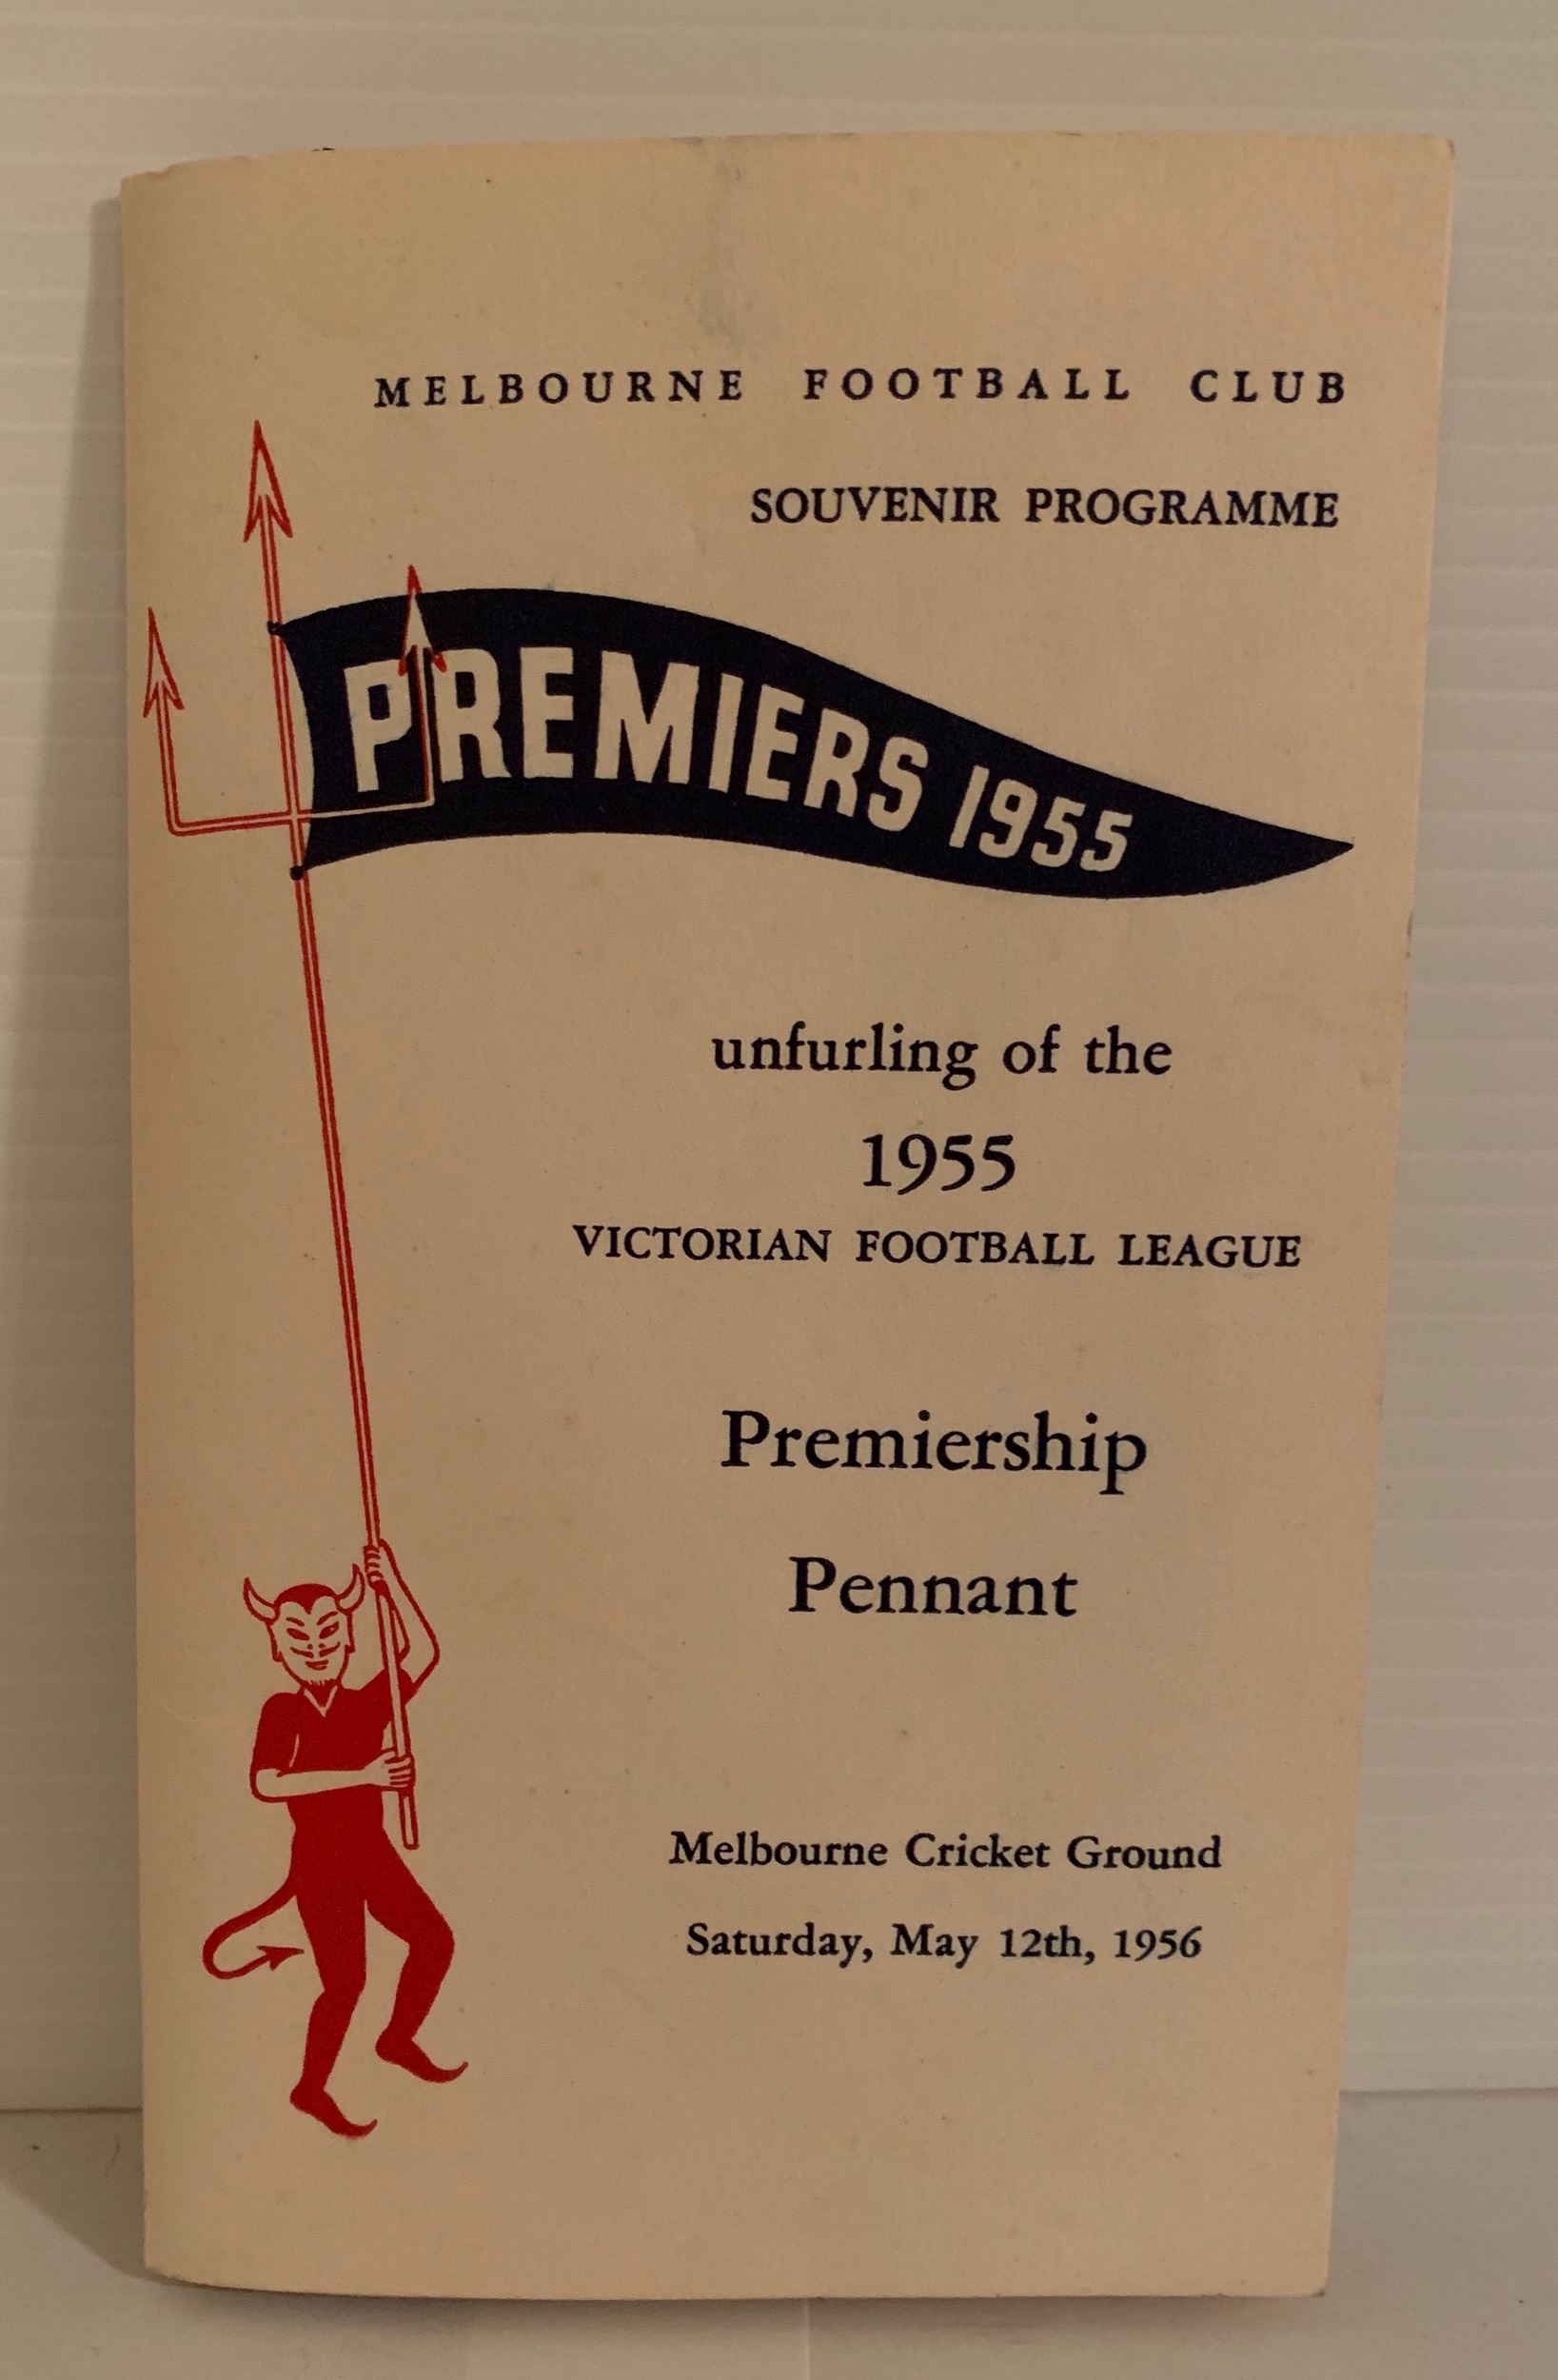 MELBOURNE FOOTBALL CLUB
SOUVENIR PROGRAMME
PREMIERS 1955
unfurling of the
1955
VICTORIAN FOOTBALL LEAGUE
Premiership
Pennant
Melbourne Cricket Ground
Saturday, May 12th, 1956